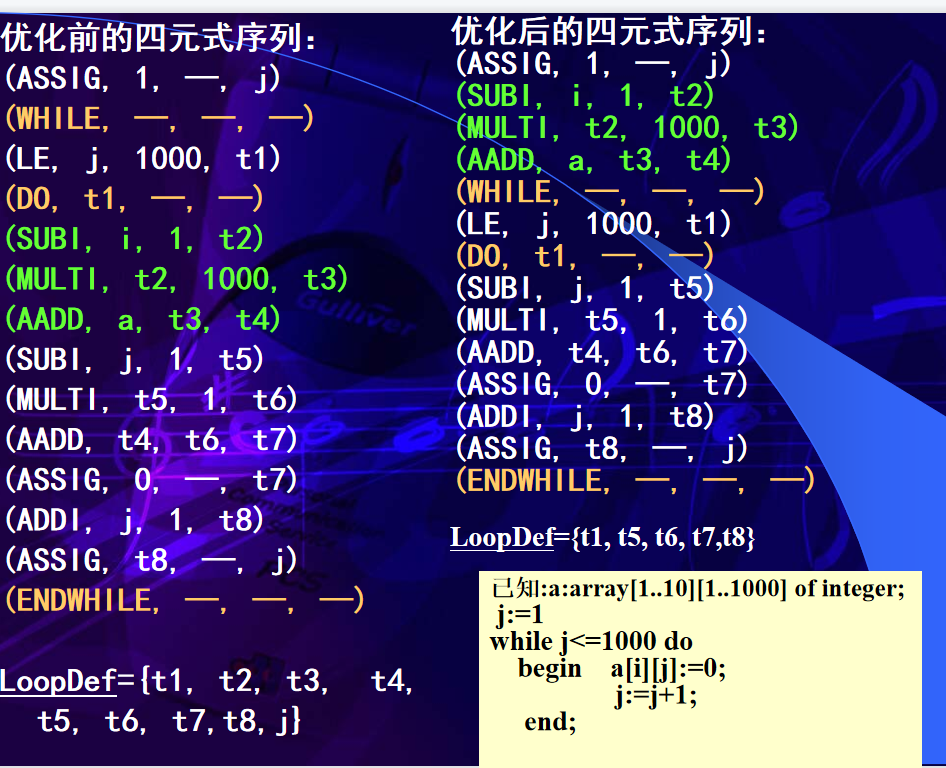 优化前的四元式序列：
(ASSIG, 1, —, j)
(WHILE, —, —, —)
(LE, j, 1000, t1)
(DO, t1, —, —)
(SUBI, i, 1, t2)
(MULTI, t2, 1000, t3)
(AADD, a, t3, t4)
(SUBI, j, 1, t5)
(MULTI, t5, 1, t6)
(AADD, t4, t6, t7)
(ASSIG, 0, —, t7)
(ADDI, j, 1, t8)
(ASSIG, t8, —, j)
(ENDWHILE, —, —, —)
LoopDef={t1, t2, t3, t4,
t5, t6, t7,t8,j}
优化后的四元式序列：
(ASSIG, 1, —, j)
(SUBI, i, 1, t2)
(MULTI, t2, 1000, t3)
(AADD, a, t3, t4)
(WHILE, —, —, —)
(LE, j, 1000, t1)
(DO, t1, —, —)
(SUBI, j, 1, t5)
(MULTI, t5, 1, t6)
(AADD, t4, t6, t7)
(ASSIG, 0, —, t7)
(ADDI, j, 1, t8)
(ASSIG, t8, —, j)
(ENDWHILE, —, —, —)
LoopDef={t1, t5, t6, t7,t8}
已知:a:array[1..10][1..1000] of integer;
j:=1
while j<=1000 do
begin a[i][j]:=0;
j:=j+1;
end;
Gulliver